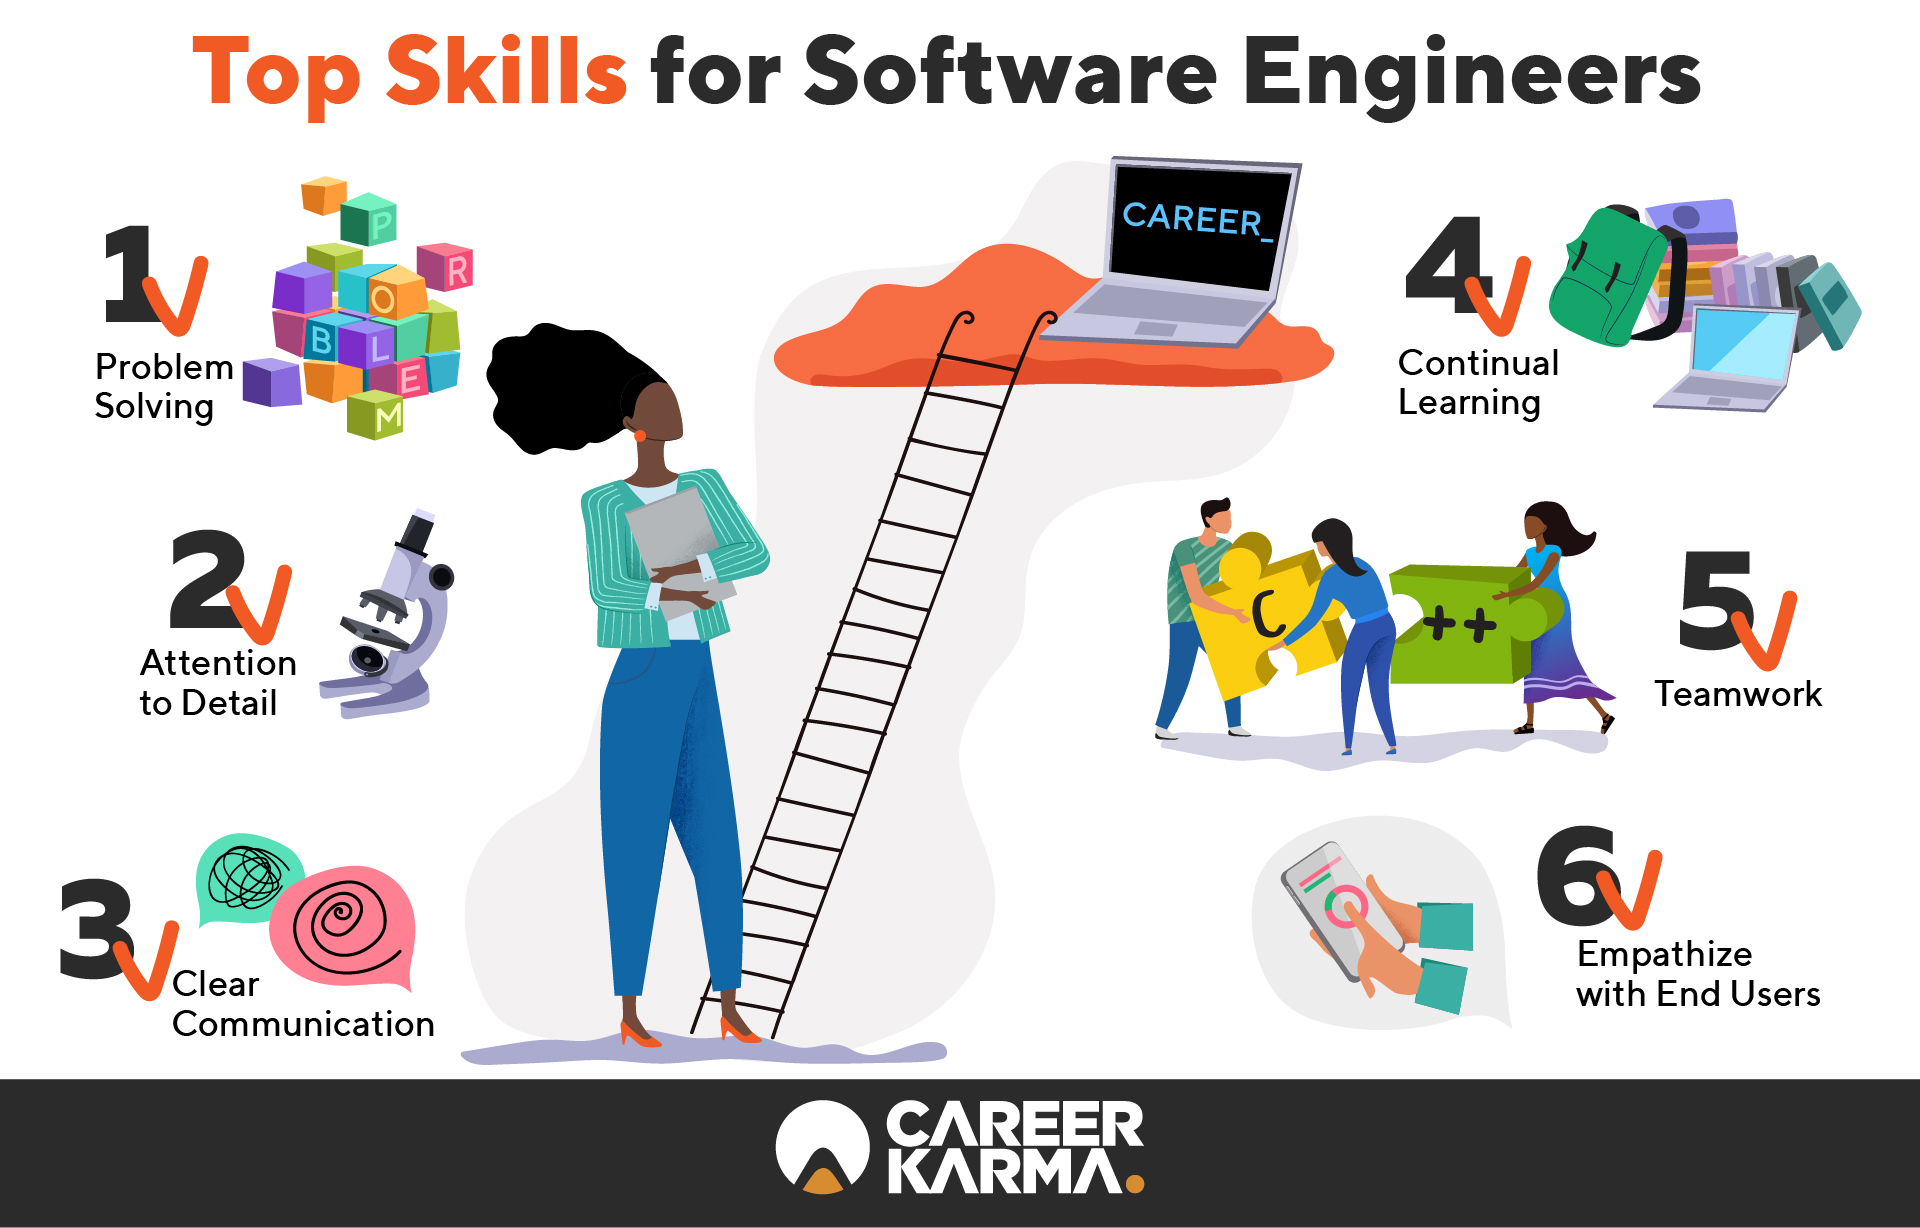 Top Skills for Software Engineers
1
Problem
Solving
P
R
O
B
L
E
M
2
Attention
to Detail
3
Clear
Communication
CAREER_
4
Continual
Learning
C
++
5
Teamwork
6
Empathize
with End Users
CAREER
KARMA.